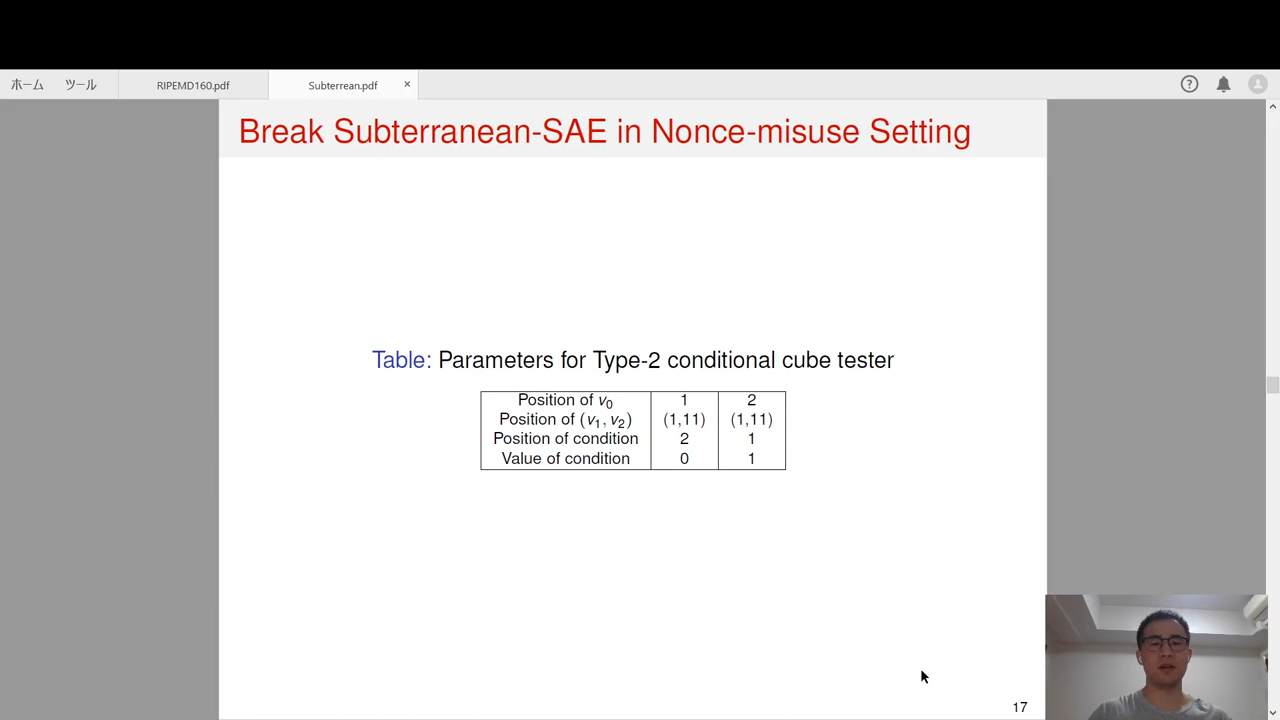 ホーム ツール RIPEMD160.pdf Subterrean.pdf × ?
Break Subterranean-SAE in Nonce-misuse Setting
Table: Parameters for Type-2 conditional cube tester
Position of v0 1 2
Position of (v1, v2) (1,11) (1,11)
Position of condition 2 1
Value of condition 0 1
17